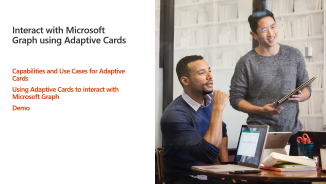 Interact with Microsoft
Graph using Adaptive Cards
Capabilities and Use Cases for Adaptive
Cards
Using Adaptive Cards to interact with
Microsoft Graph
Demo